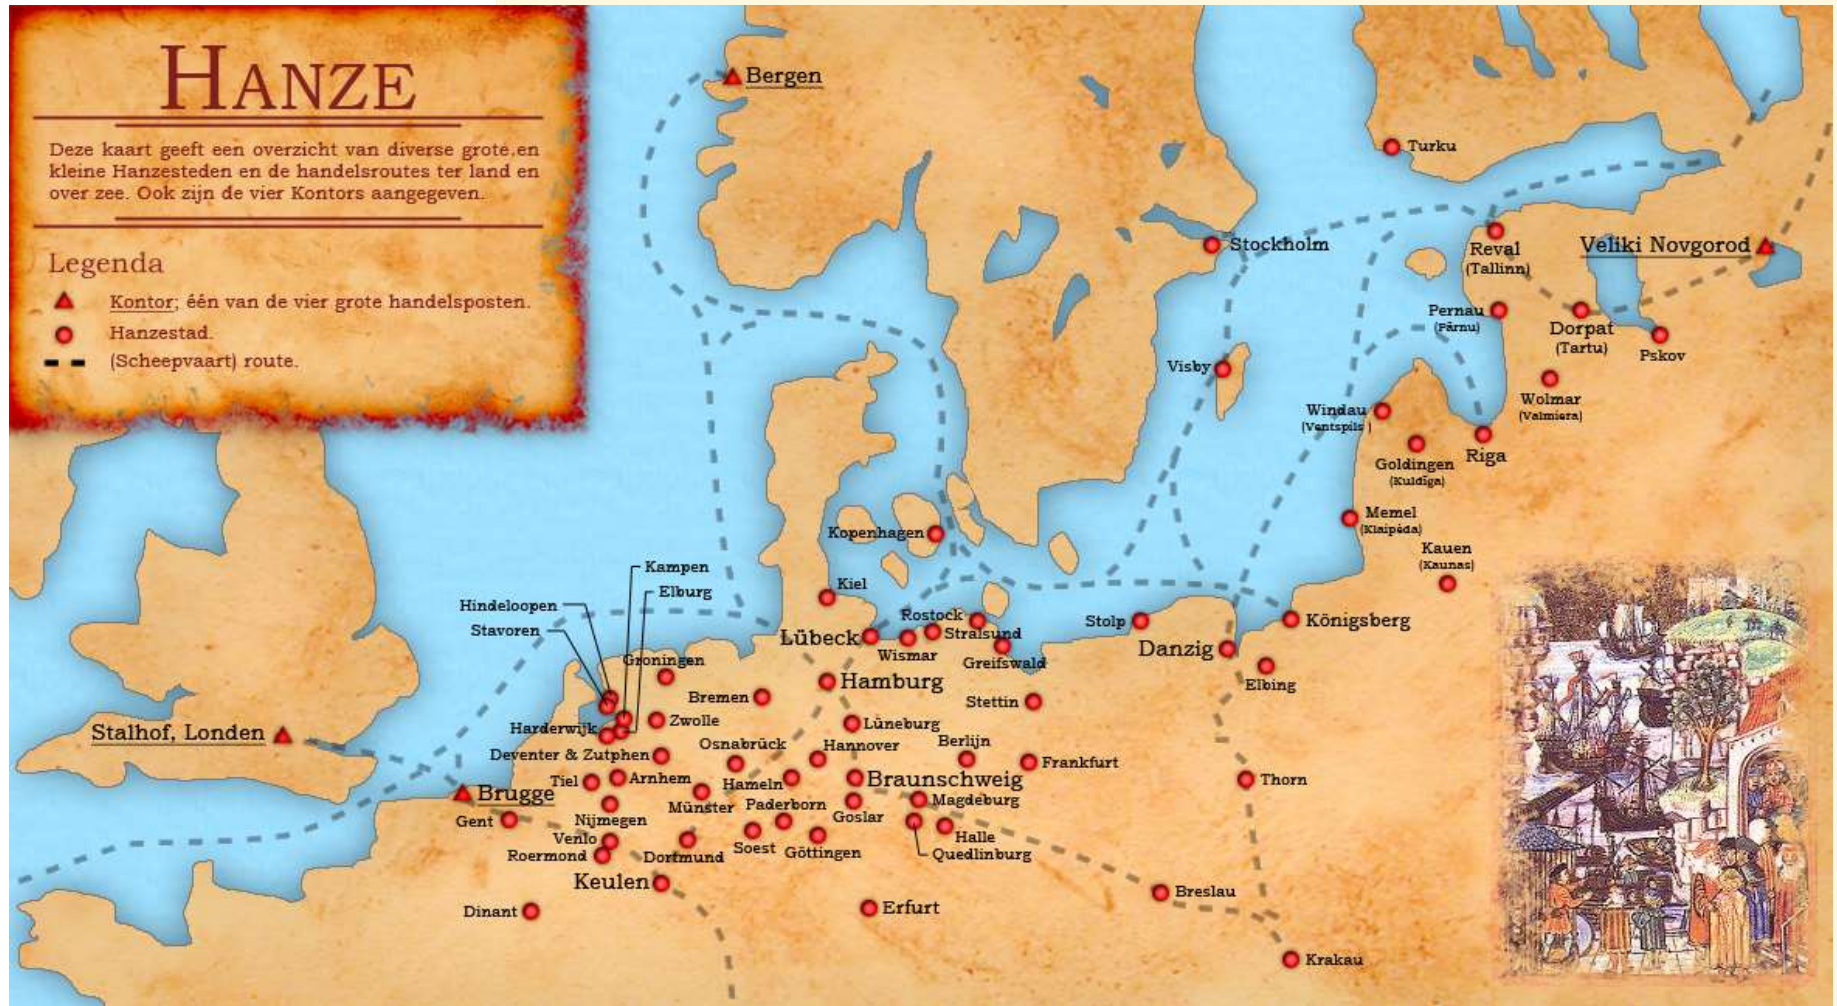 HANZE
Deze kaart geeft een overzicht van diverse grote en
kleine Hanzesteden en de handelsroutes ter land en
over zee. Ook zijn de vier Kontors aangegeven.
Legenda
Kontor; één van de vier grote handelsposten.
Hanzestad.
(Scheepvaart) route.
Bergen
Turku
Stockholm
Reval
(Tallinn)
Veliki Novgorod
Pernau
(Pärnu)
Dorpat
(Tartu)
Pskov
Visby
Wolmar
(Valmiera)
Windau
(Ventspils )
Goldingen
(Kuldīga)
Riga
Memel
(Klaipėda)
Kauen
(Kaunas)
Kopenhagen
Kampen
Elburg
Hindeloopen
Stavoren
Kiel
Rostock
Lübeck
Stralsund
Wismar
Greifswald
Stolp
Danzig
Königsberg
Elbing
Groningen
Bremen
Hamburg
Stettin
Stalhof, Londen
Harderwijk
Zwolle
Lüneburg
Deventer & Zutphen
Osnabrück
Hannover
Berlijn
Frankfurt
Tiel
Arnhem
Hameln
Braunschweig
Thorn
Brugge
Münster
Paderborn
Magdeburg
Gent
Nijmegen
Goslar
Venlo
Halle
Roermond
Dortmund
Soest
Göttingen
Quedlinburg
Keulen
Breslau
Dinant
Erfurt
Krakau